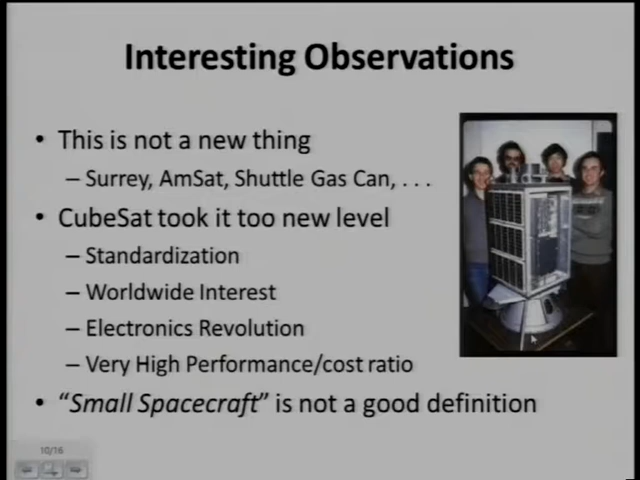 Interesting Observations
• This is not a new thing
– Surrey, AmSat, Shuttle Gas Can, . . .
• CubeSat took it too new level
– Standardization
– Worldwide Interest
– Electronics Revolution
– Very High Performance/cost ratio
• “Small Spacecraft” is not a good definition
10/16